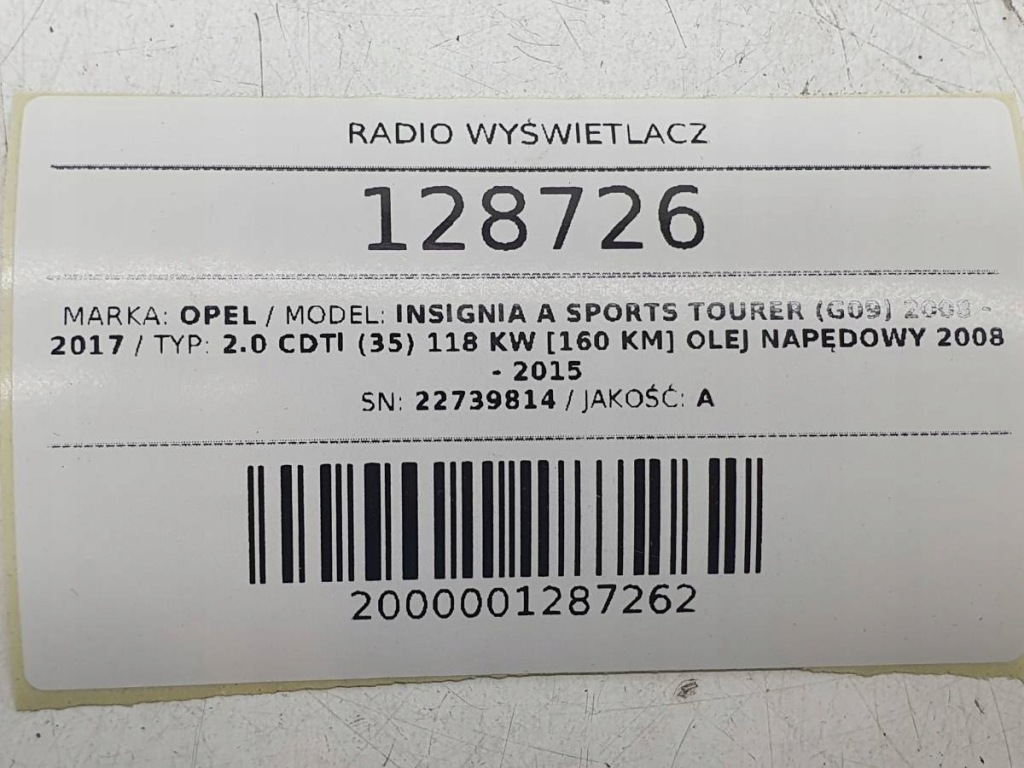 RADIO WYŚWIETLACZ
128726
MARKA: OPEL / MODEL: INSIGNIA A SPORTS TOURER (G09) 2008 -
2017 / TYP: 2.0 CDTI (35) 118 KW [160 KM] OLEJ NAPĘDOWY 2008
- 2015
SN: 22739814 / JAKOŚĆ: A
2000001287262